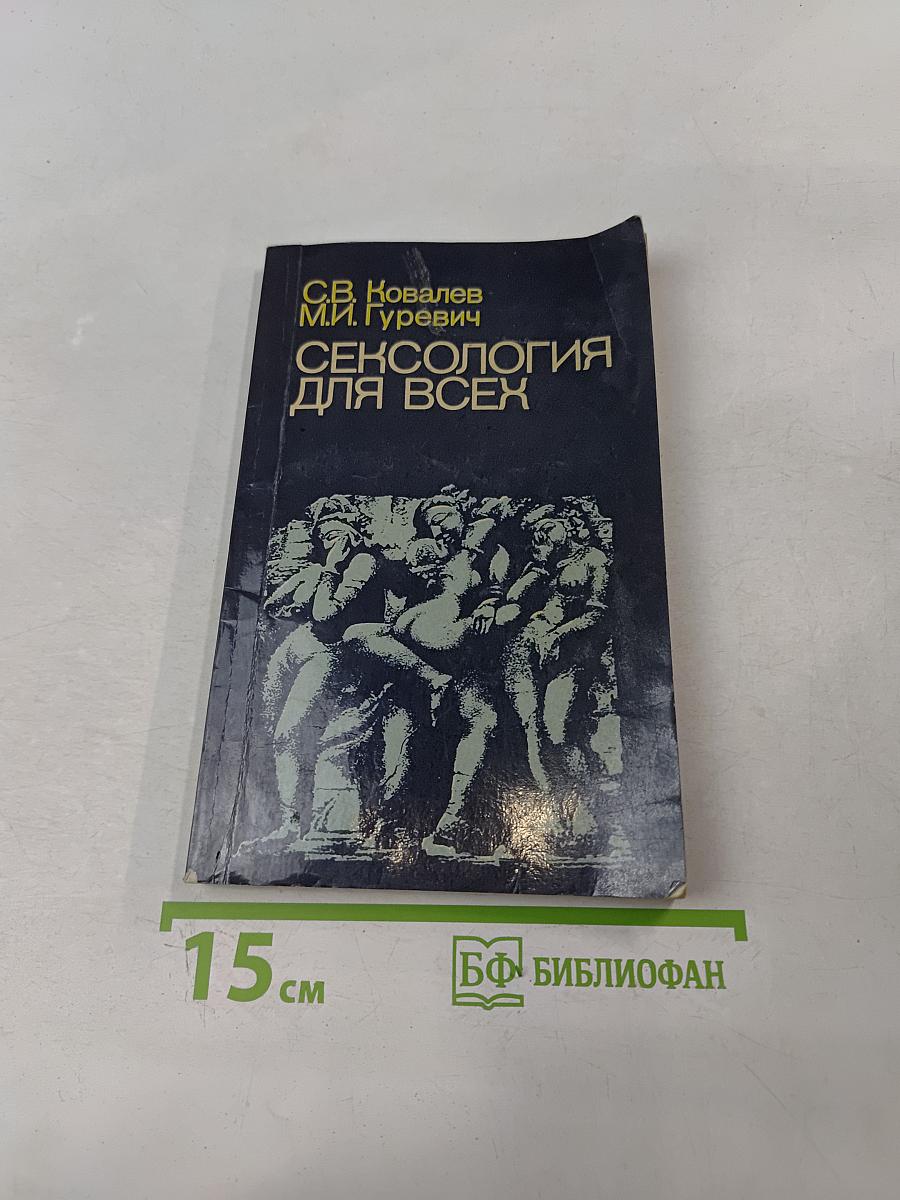 С.В. Ковалев
М.И. Гуревич
СЕКСОЛОГИЯ
ДЛЯ ВСЕХ
15 см
БФ БИБЛИОФАН